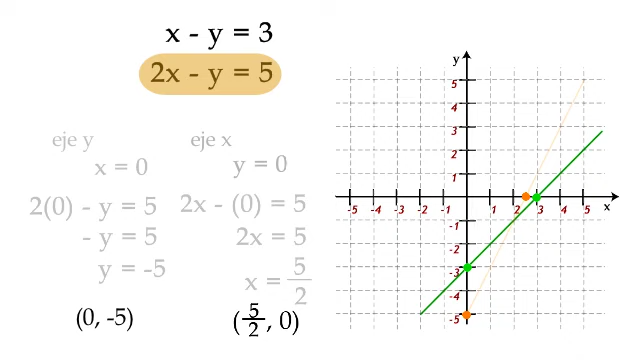 x - y = 3
2x - y = 5
eje y
x = 0
2(0) - y = 5
- y = 5
y = -5
(0, -5)
eje x
y = 0
2x - (0) = 5
2x = 5
x = 5/2
(5/2, 0)
y
5
4
3
2
1
-5 -4 -3 -2 -1 1 2 3 4 5 x
-1
-2
-3
-4
-5